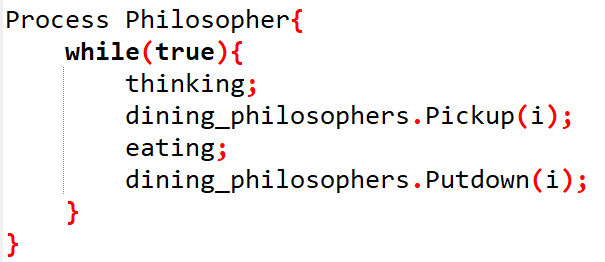 Process Philosopher{
    while(true){
        thinking;
        dining_philosophers.Pickup(i);
        eating;
        dining_philosophers.Putdown(i);
    }
}